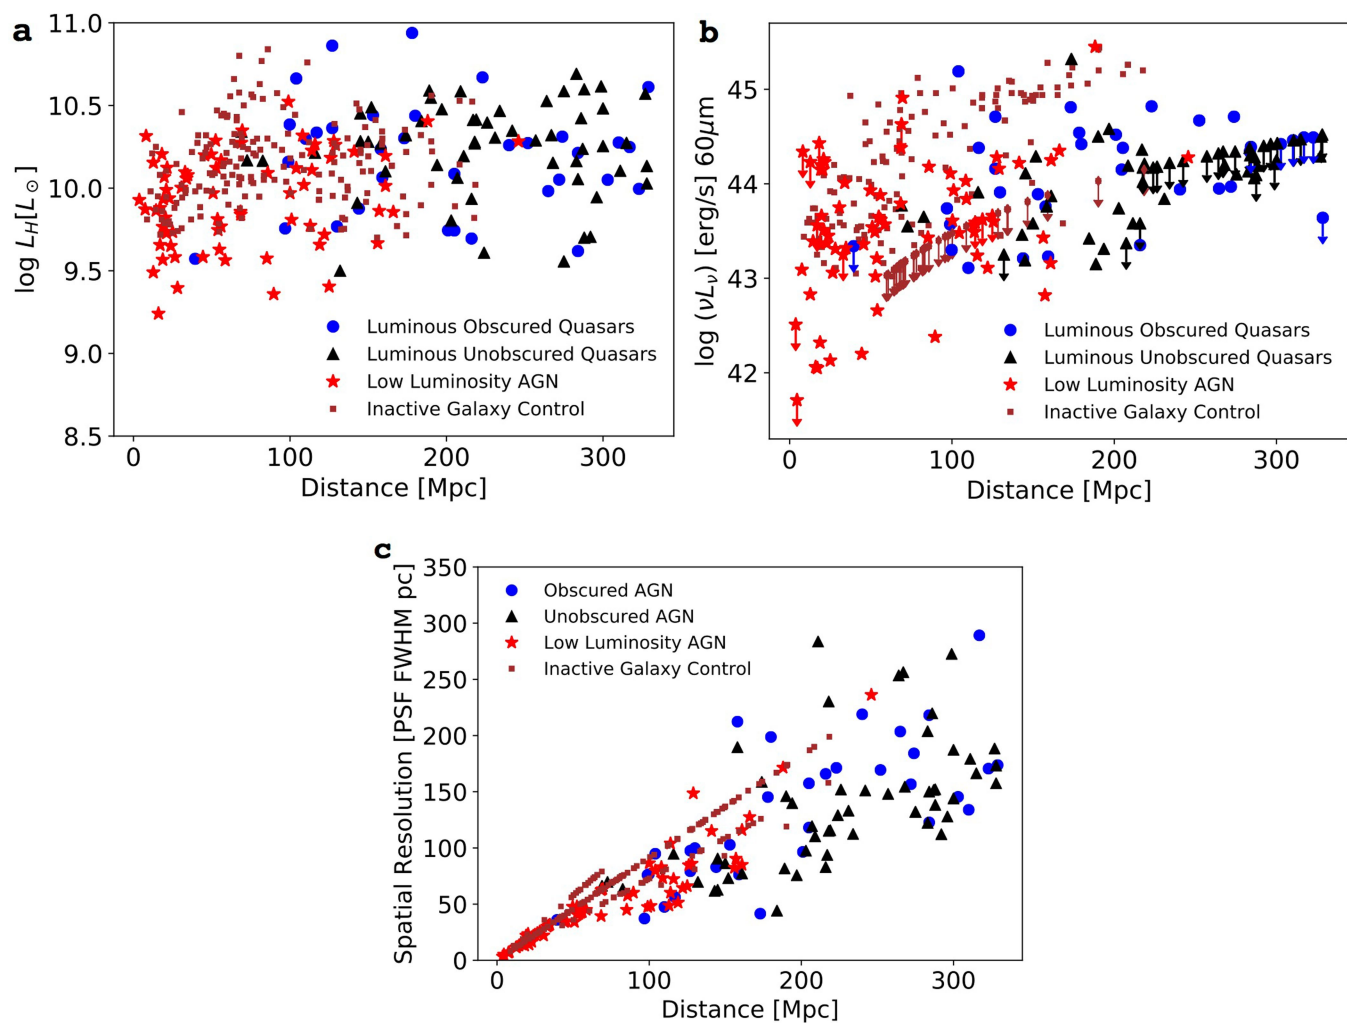 a
log L_H[L_⊙]
11.0
10.5
10.0
9.5
9.0
8.5
Luminous Obscured Quasars
Luminous Unobscured Quasars
Low Luminosity AGN
Inactive Galaxy Control
0 100 200 300
Distance [Mpc]
b
log (νL_ν) [erg/s] 60μm
45
44
43
42
Luminous Obscured Quasars
Luminous Unobscured Quasars
Low Luminosity AGN
Inactive Galaxy Control
0 100 200 300
Distance [Mpc]
c
Spatial Resolution [PSF FWHM pc]
350
300
250
200
150
100
50
0
Obscured AGN
Unobscured AGN
Low Luminosity AGN
Inactive Galaxy Control
0 100 200 300
Distance [Mpc]